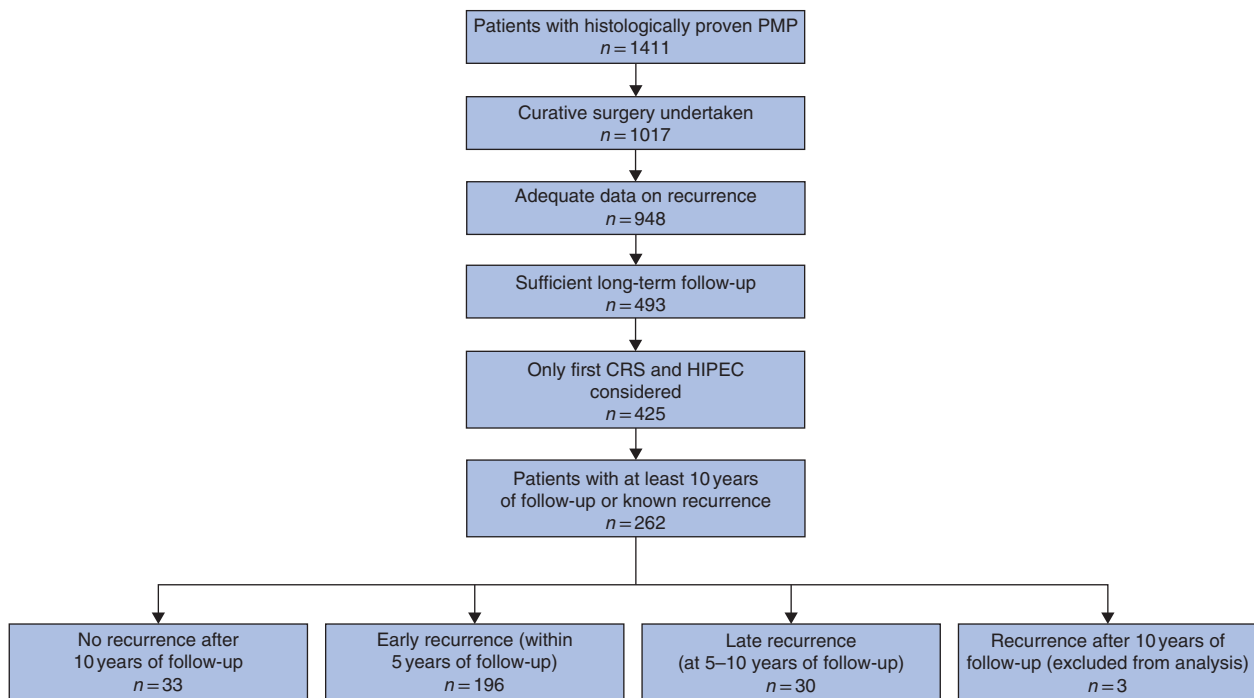 Patients with histologically proven PMP
n = 1411
Curative surgery undertaken
n = 1017
Adequate data on recurrence
n = 948
Sufficient long-term follow-up
n = 493
Only first CRS and HIPEC
considered
n = 425
Patients with at least 10 years
of follow-up or known recurrence
n = 262
No recurrence after
10 years of follow-up
n = 33
Early recurrence (within
5 years of follow-up)
n = 196
Late recurrence
(at 5–10 years of follow-up)
n = 30
Recurrence after 10 years of
follow-up (excluded from analysis)
n = 3